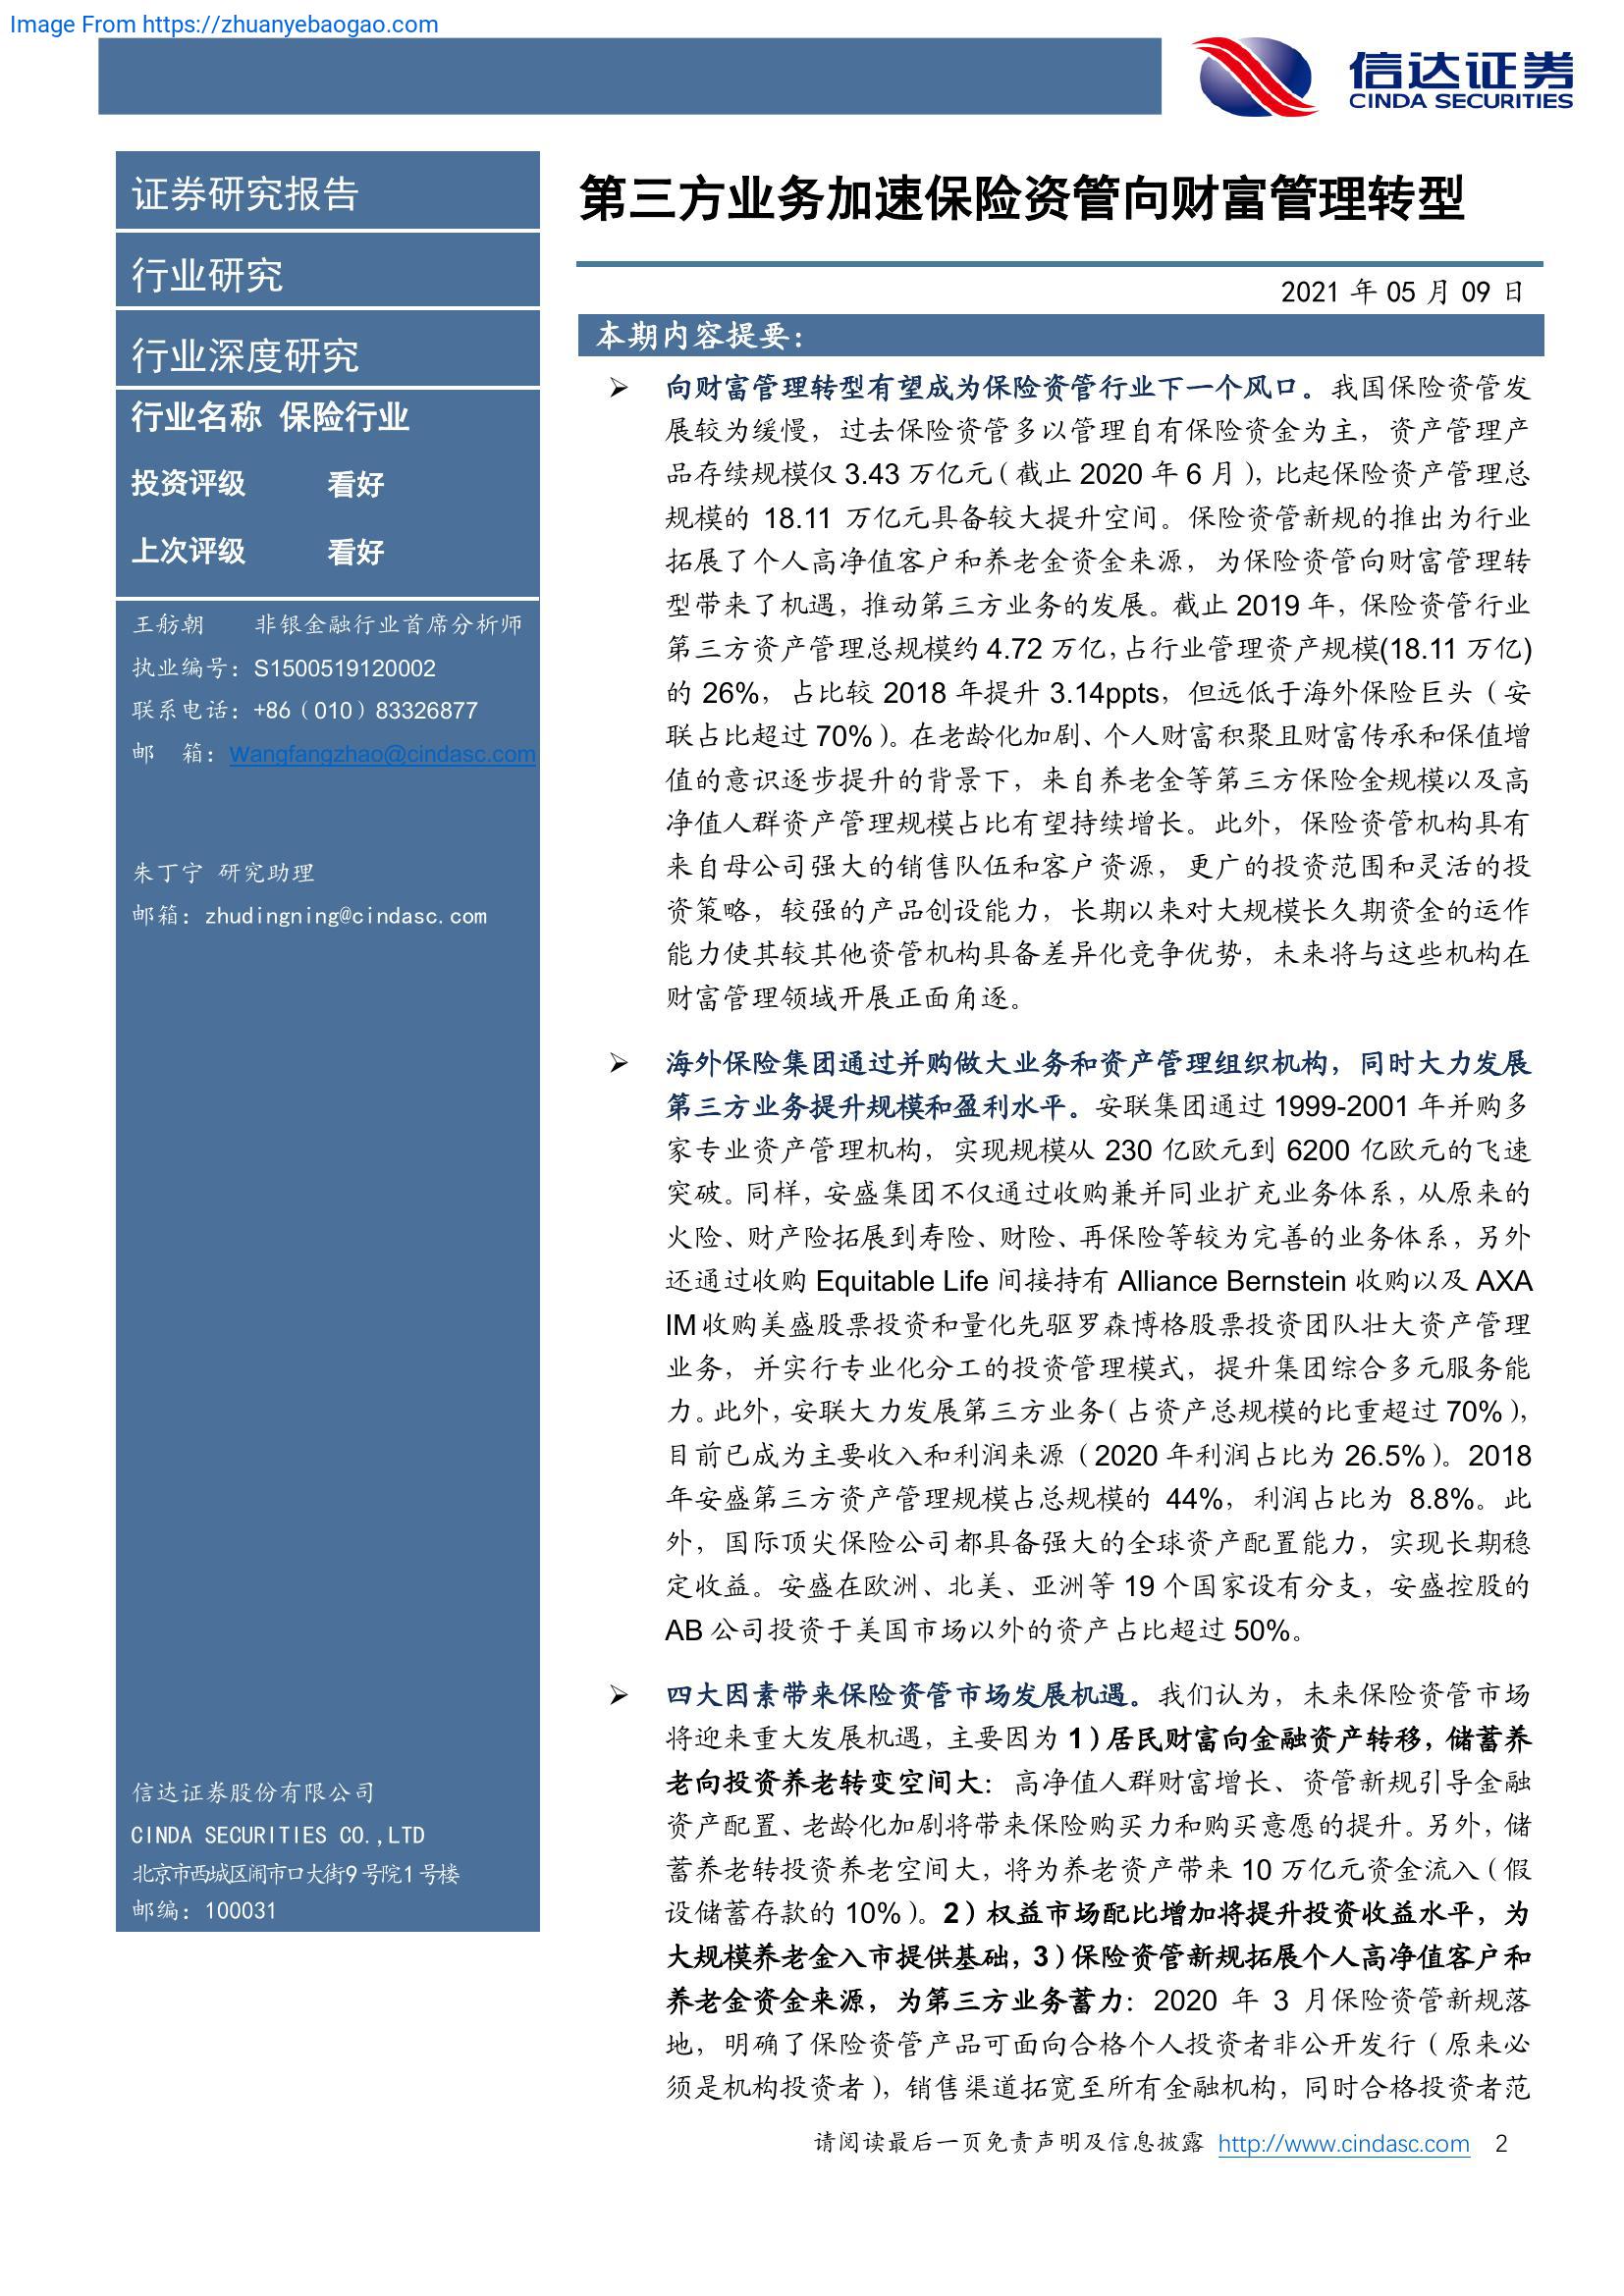 Image From https://zhuanyebaogao.com
信达证券
CINDA SECURITIES
证券研究报告
行业研究
行业深度研究
行业名称 保险行业
投资评级 看好
上次评级 看好
王舫朝 非银金融行业首席分析师
执业编号：S1500519120002
联系电话：+86（010）83326877
邮 箱：Wangfangzhao@cindasc.com
朱丁宁 研究助理
邮箱：zhudingning@cindasc.com
信达证券股份有限公司
CINDA SECURITIES CO.,LTD
北京市西城区闹市口大街9号院1号楼
邮编：100031
第三方业务加速保险资管向财富管理转型
2021 年 05 月 09 日
本期内容提要：
➢ 向财富管理转型有望成为保险资管行业下一个风口。我国保险资管发
展较为缓慢，过去保险资管多以管理自有保险资金为主，资产管理产
品存续规模仅 3.43 万亿元（截止 2020 年 6 月），比起保险资产管理总
规模的 18.11 万亿元具备较大提升空间。保险资管新规的推出为行业
拓展了个人高净值客户和养老金资金来源，为保险资管向财富管理转
型带来了机遇，推动第三方业务的发展。截止 2019 年，保险资管行业
第三方资产管理总规模约 4.72 万亿，占行业管理资产规模(18.11 万亿)
的 26%，占比较 2018 年提升 3.14ppts，但远低于海外保险巨头（安
联占比超过 70%）。在老龄化加剧、个人财富积聚且财富传承和保值增
值的意识逐步提升的背景下，来自养老金等第三方保险金规模以及高
净值人群资产管理规模占比有望持续增长。此外，保险资管机构具有
来自母公司强大的销售队伍和客户资源，更广的投资范围和灵活的投
资策略，较强的产品创设能力，长期以来对大规模长久期资金的运作
能力使其较其他资管机构具备差异化竞争优势，未来将与这些机构在
财富管理领域开展正面角逐。
➢ 海外保险集团通过并购做大业务和资产管理组织机构，同时大力发展
第三方业务提升规模和盈利水平。安联集团通过 1999-2001 年并购多
家专业资产管理机构，实现规模从 230 亿欧元到 6200 亿欧元的飞速
突破。同样，安盛集团不仅通过收购兼并同业扩充业务体系，从原来的
火险、财产险拓展到寿险、财险、再保险等较为完善的业务体系，另外
还通过收购 Equitable Life 间接持有 Alliance Bernstein 收购以及 AXA
IM 收购美盛股票投资和量化先驱罗森博格股票投资团队壮大资产管理
业务，并实行专业化分工的投资管理模式，提升集团综合多元服务能
力。此外，安联大力发展第三方业务（占资产总规模的比重超过 70%），
目前已成为主要收入和利润来源（2020 年利润占比为 26.5%）。2018
年安盛第三方资产管理规模占总规模的 44%，利润占比为 8.8%。此
外，国际顶尖保险公司都具备强大的全球资产配置能力，实现长期稳
定收益。安盛在欧洲、北美、亚洲等 19 个国家设有分支，安盛控股的
AB 公司投资于美国市场以外的资产占比超过 50%。
➢ 四大因素带来保险资管市场发展机遇。我们认为，未来保险资管市场
将迎来重大发展机遇，主要因为 1）居民财富向金融资产转移，储蓄养
老向投资养老转变空间大：高净值人群财富增长、资管新规引导金融
资产配置、老龄化加剧将带来保险购买力和购买意愿的提升。另外，储
蓄养老转投资养老空间大，将为养老资产带来 10 万亿元资金流入（假
设储蓄存款的 10%）。2）权益市场配比增加将提升投资收益水平，为
大规模养老金入市提供基础，3）保险资管新规拓展个人高净值客户和
养老金资金来源，为第三方业务蓄力：2020 年 3 月保险资管新规落
地，明确了保险资管产品可面向合格个人投资者非公开发行（原来必
须是机构投资者），销售渠道拓宽至所有金融机构，同时合格投资者范
请阅读最后一页免责声明及信息披露 http://www.cindasc.com 2